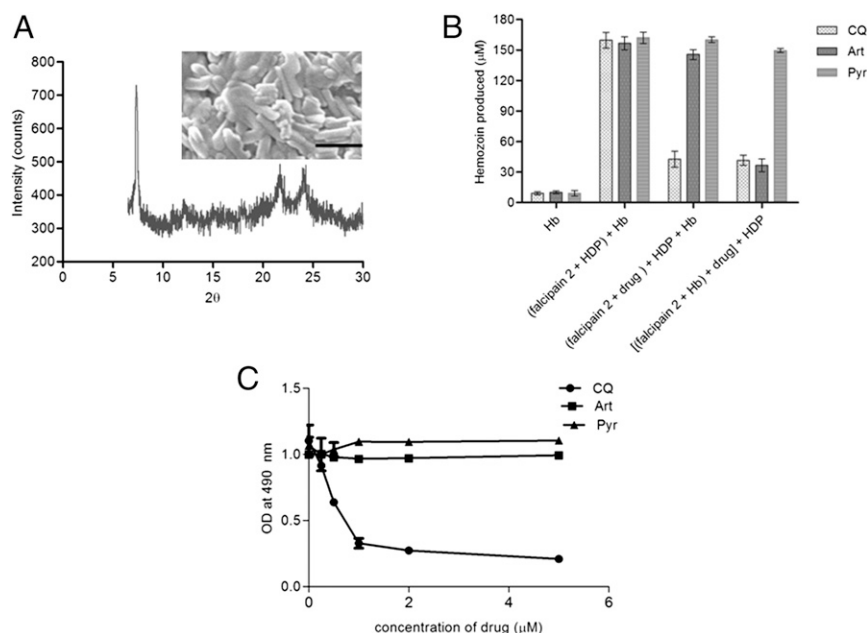 A
Intensity (counts)
800
700
600
500
400
300
200
0
5
10
15
20
25
30
2θ
B
Hemozoin produced (μM)
180
150
120
90
60
30
0
Hb
(falcipain 2 + HDP) + Hb
(falcipain 2 + drug ) + HDP + Hb
[(falcipain 2 + Hb) + drug] + HDP
CQ
Art
Pyr
C
OD at 490 nm
1.5
1.0
0.5
0.0
0
2
4
6
concentration of drug (μM)
CQ
Art
Pyr